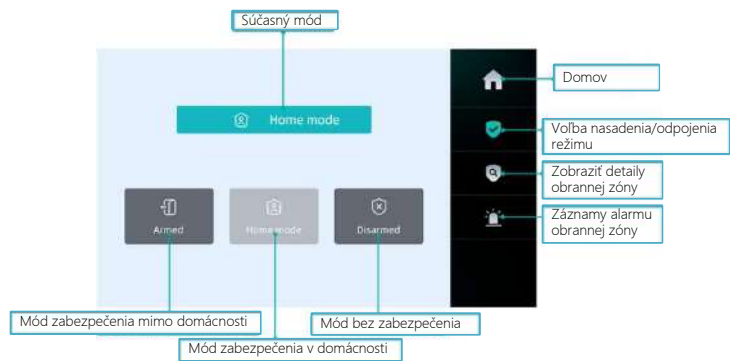 Súčasný mód
Domov
Home mode
Voľba nasadenia/odpojenia
režimu
Zobraziť detaily
obrannej zóny
Záznamy alarmu
obrannej zóny
Armed
Home mode
Disarmed
Mód zabezpečenia mimo domácnosti
Mód bez zabezpečenia
Mód zabezpečenia v domácnosti